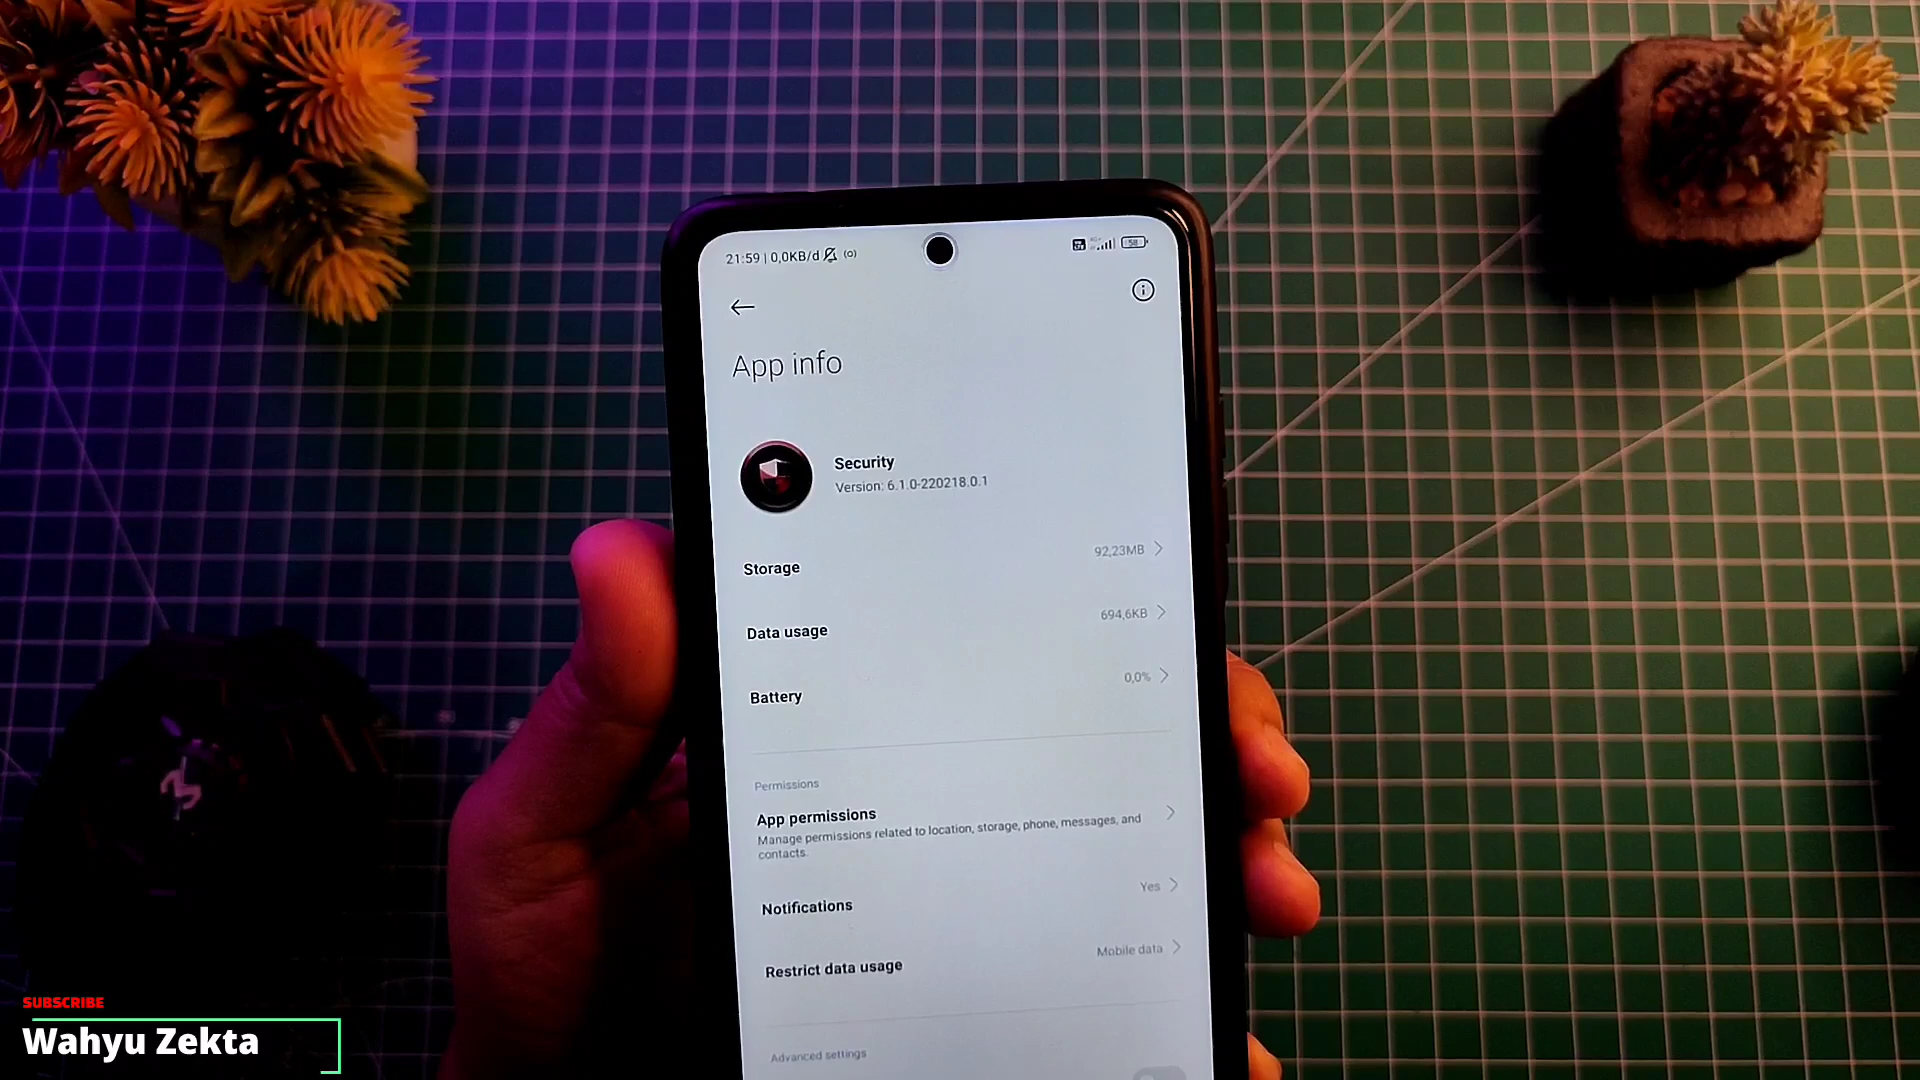 21:59 | 0,0KB/d
58
App info
Security
Version: 6.1.0-220218.0.1
Storage
92,23MB
Data usage
694,6KB
Battery
0,0%
Permissions
App permissions
Manage permissions related to location, storage, phone, messages, and
contacts.
Notifications
Yes
Restrict data usage
Mobile data
Advanced settings
SUBSCRIBE
Wahyu Zekta